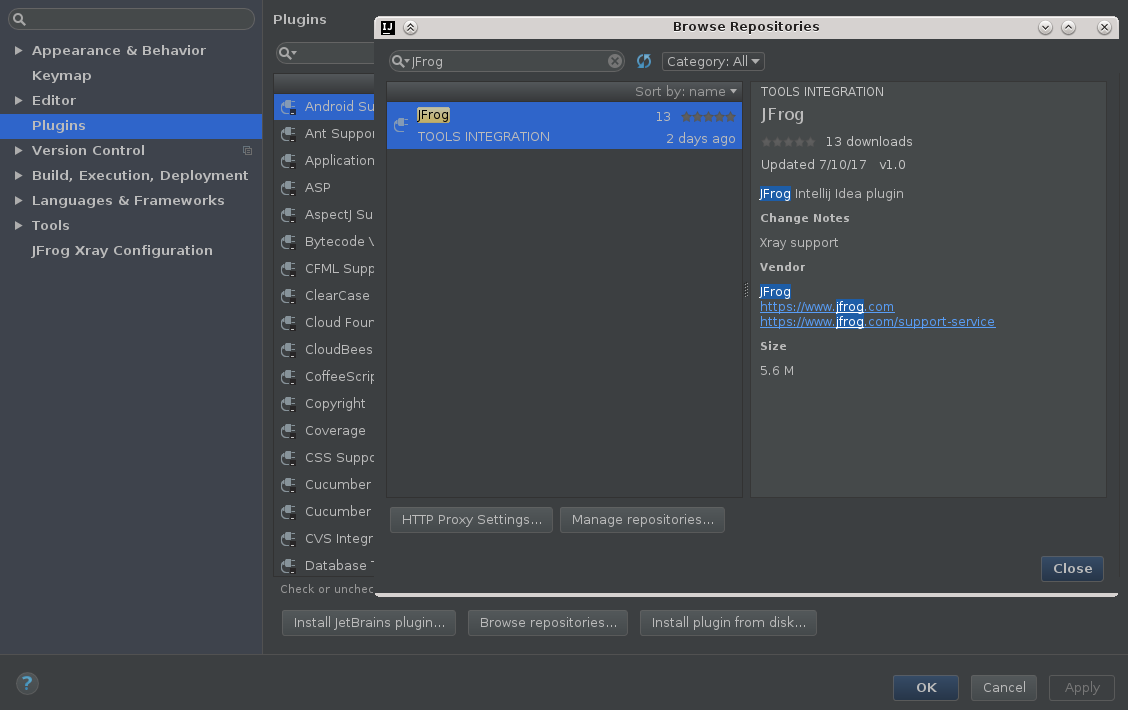 Appearance & Behavior
Keymap
Editor
Plugins
Version Control
Build, Execution, Deployment
Languages & Frameworks
Tools
JFrog Xray Configuration
Plugins
Android Su
Ant Suppor
Application
ASP
AspectJ Su
Bytecode V
CFML Supp
ClearCase
Cloud Foun
CloudBees
CoffeeScrip
Copyright
Coverage
CSS Suppo
Cucumber
Cucumber
CVS Integr
Database T
Check or unchec
Install JetBrains plugin...
Browse repositories...
Install plugin from disk...
IJ
Browse Repositories
JFrog
Category: All
Sort by: name
JFrog
13
TOOLS INTEGRATION
2 days ago
TOOLS INTEGRATION
JFrog
13 downloads
Updated 7/10/17 v1.0
JFrog Intellij Idea plugin
Change Notes
Xray support
Vendor
JFrog
https://www.jfrog.com
https://www.jfrog.com/support-service
Size
5.6 M
HTTP Proxy Settings...
Manage repositories...
Close
?
OK
Cancel
Apply